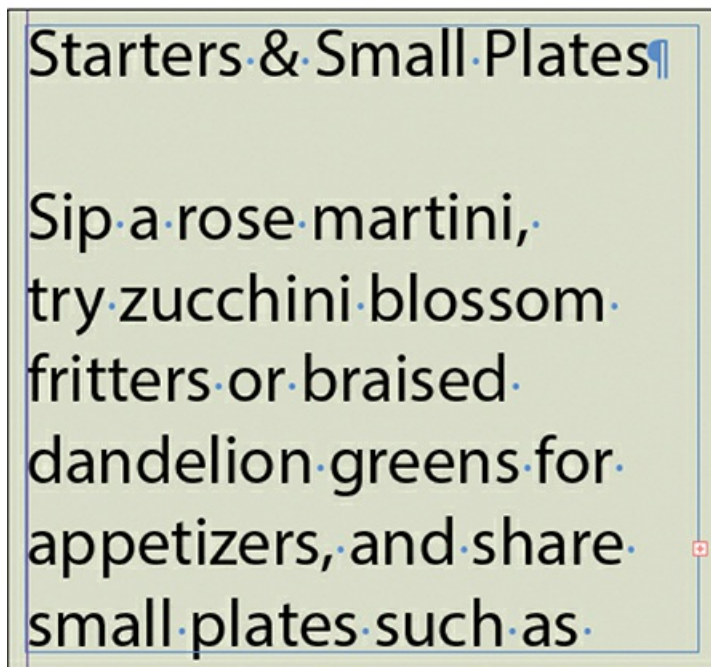 Starters & Small Plates
Sip a rose martini,
try zucchini blossom
fritters or braised
dandelion greens for
appetizers, and share
small plates such as